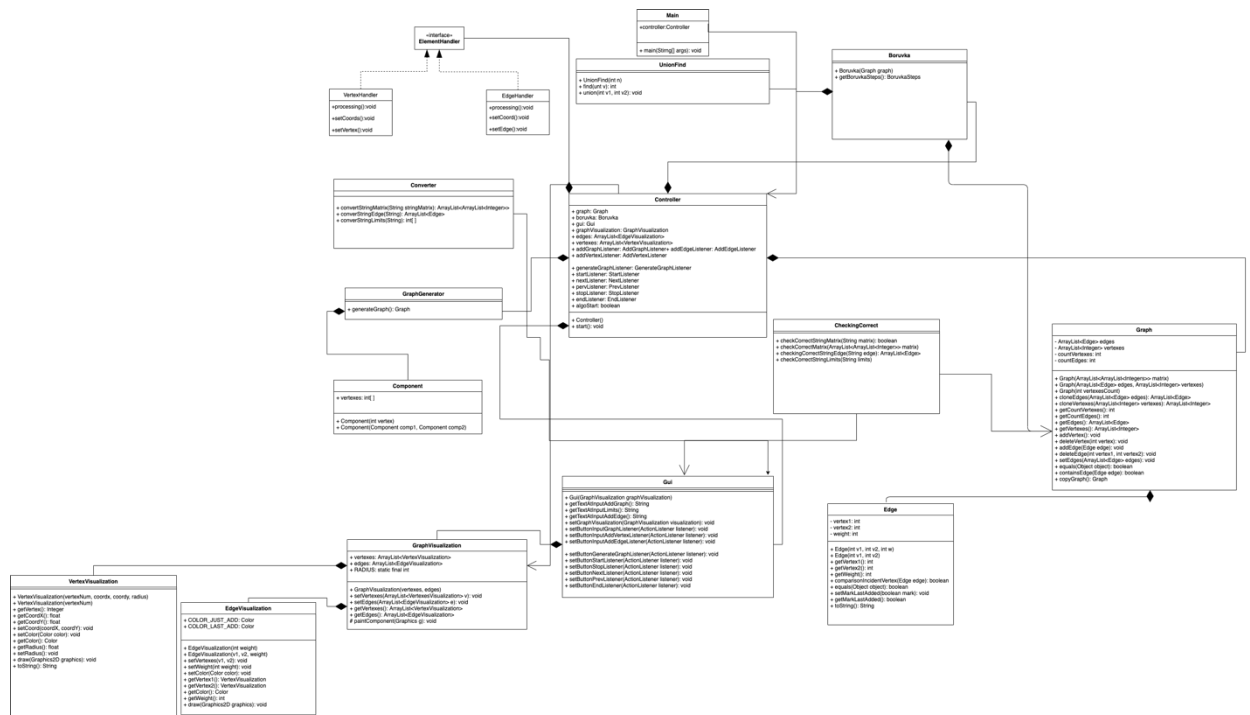 Main
+controller:Controller
+ main(String[] args): void
«interface»
ElementHandler
VertexHandler
+processing():void
+setCoords():void
+setVertex():void
EdgeHandler
+processing():void
+setCoord():void
+setEdge():void
UnionFind
+ UnionFind(int n)
+ find(unt v): int
+ union(int v1, int v2): void
Boruvka
+ Boruvka(Graph graph)
+ getBoruvkaSteps(): BoruvkaSteps
Converter
+ convertStringMatrix(String stringMatrix): ArrayList<ArrayList<Integer>>
+ converStringEdge(String): ArrayList<Edge>
+ converStringLimits(String): int[ ]
Controller
+ graph: Graph
+ boruvka: Boruvka
+ gui: Gui
+ graphVisualization: GraphVisualization
+ edges: ArrayList<EdgeVisualization>
+ vertexes: ArrayList<VertexVisualization>
+ addGraphListener: AddGraphListener+ addEdgeListener: AddEdgeListener
+ addVertexListener: AddVertexListener
+ generateGraphListener: GenerateGraphListener
+ startListener: StartListener
+ nextListener: NextListener
+ pervListener: PrevListener
+ stopListener: StopListener
+ endListener: EndListener
+ algoStart: boolean
+ Controller()
+ start(): void
GraphGenerator
+ generateGraph(): Graph
Component
+ vertexes: int[ ]
+ Component(int vertex)
+ Component(Component comp1, Component comp2)
CheckingCorrect
+ checkCorrectStringMatrix(String matrix): boolean
+ checkCorrectMatrix(ArrayList<ArrayList<Integer>> matrix)
+ checkingCorrectStringEdge(String edge): ArrayList<Edge>
+ checkCorrectStringLimits(String limits)
Graph
- ArrayList<Edge> edges
- ArrayList<Integer> vertexes
- countVertexes: int
- countEdges: int
+ Graph(ArrayList<ArrayList<Integers>> matrix)
+ Graph(ArrayList<Edge> edges, ArrayList<Integer> vertexes)
+ Graph(int vertexesCount)
+ cloneEdges(ArrayList<Edge> edges): ArrayList<Edge>
+ cloneVertexes(ArrayList<Integer> vertexes): ArrayList<Integer>
+ getCountVertexes(): int
+ getCountEdges(): int
+ getEdges(): ArrayList<Edge>
+ getVertexes(): ArrayList<Integer>
+ addVertex(): void
+ deleteVertex(int vertex): void
+ addEdge(Edge edge): void
+ deleteEdge(int vertex1, int vertex2): void
+ setEdges(ArrayList<Edge> edges): void
+ equals(Object object): boolean
+ containsEdge(Edge edge): boolean
+ copyGraph(): Graph
Gui
+ Gui(GraphVisualization graphVisualization)
+ getTextAtInputAddGraph(): String
+ getTextAtInputLimits(): String
+ getTextAtInputAddEdge(): String
+ setGraphVisualization(GraphVisualization visualization): void
+ setButtonInputGraphListener(ActionListener listener): void
+ setButtonInputAddVertexListener(ActionListener listener): void
+ setButtonInputAddEdgeListener(ActionListener listener): void
+ setButtonGenerateGraphListener(ActionListener listener): void
+ setButtonStartListener(ActionListener listener): void
+ setButtonStopListener(ActionListener listener): void
+ setButtonNextListener(ActionListener listener): void
+ setButtonPrevListener(ActionListener listener): void
+ setButtonEndListener(ActionListener listener): void
Edge
- vertex1: int
- vertex2: int
- weight: int
+ Edge(int v1, int v2, int w)
+ Edge(int v1, int v2)
+ getVertex1(): int
+ getVertex2(): int
+ getWeight(): int
+ comparisonIncidentVertex(Edge edge): boolean
+ equals(Object object): boolean
+ setMarkLastAdded(boolean mark): void
+ getMarkLastAdded(): boolean
+ toString(): String
GraphVisualization
+ vertexes: ArrayList<VertexVisualization>
+ edges: ArrayList<EdgeVisualization>
+ RADIUS: static final int
+ GraphVisualization(vertexes, edges)
+ setVertexes(ArrayList<VertexesVisualization> v): void
+ setEdges(ArrayList<EdgeVisualization> e): void
+ getVertexes(): ArrayList<VertexVisualization>
+ getEdges(): ArrayList<EdgeVisualization>
# paintComponent(Graphics g): void
VertexVisualization
+ VertexVisualization(vertexNum, coordx, coordy, radius)
+ VertexVisualization(vertexNum)
+ getVertex(): Integer
+ getCoordX(): float
+ getCoordY(): float
+ setCoord(coordX, coordY): void
+ setColor(Color color): void
+ getColor(): Color
+ getRadius(): float
+ setRadius(): void
+ draw(Graphics2D graphics): void
+ toString(): String
EdgeVisualization
+ COLOR_JUST_ADD: Color
+ COLOR_LAST_ADD: Color
+ EdgeVisualization(int weight)
+ EdgeVisualization(v1, v2, weight)
+ setVertexes(v1, v2): void
+ setWeight(int weight): void
+ setColor(Color color): void
+ getVertex1(): VertexVisualization
+ getVertex2(): VertexVisualization
+ getColor(): Color
+ getWeight(): int
+ draw(Graphics2D graphics): void